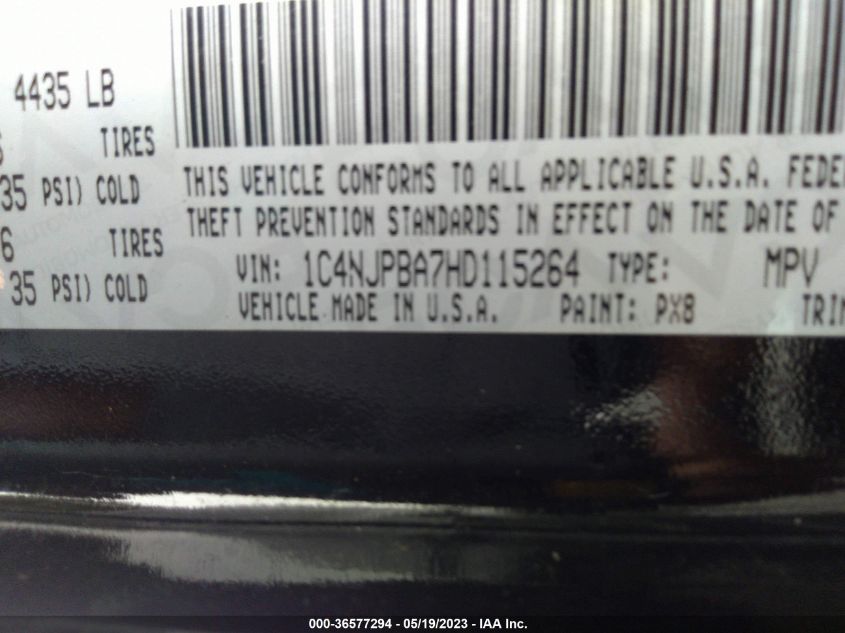 4435 LB
TIRES
35 PSI) COLD
6 TIRES
35 PSI) COLD
THIS VEHICLE CONFORMS TO ALL APPLICABLE U.S.A. FEDE
THEFT PREVENTION STANDARDS IN EFFECT ON THE DATE OF
VIN: 1C4NJPBA7HD115264 TYPE: MPV
VEHICLE MADE IN U.S.A. PAINT: PX8 TRIM
000-36577294 - 05/19/2023 - IAA Inc.